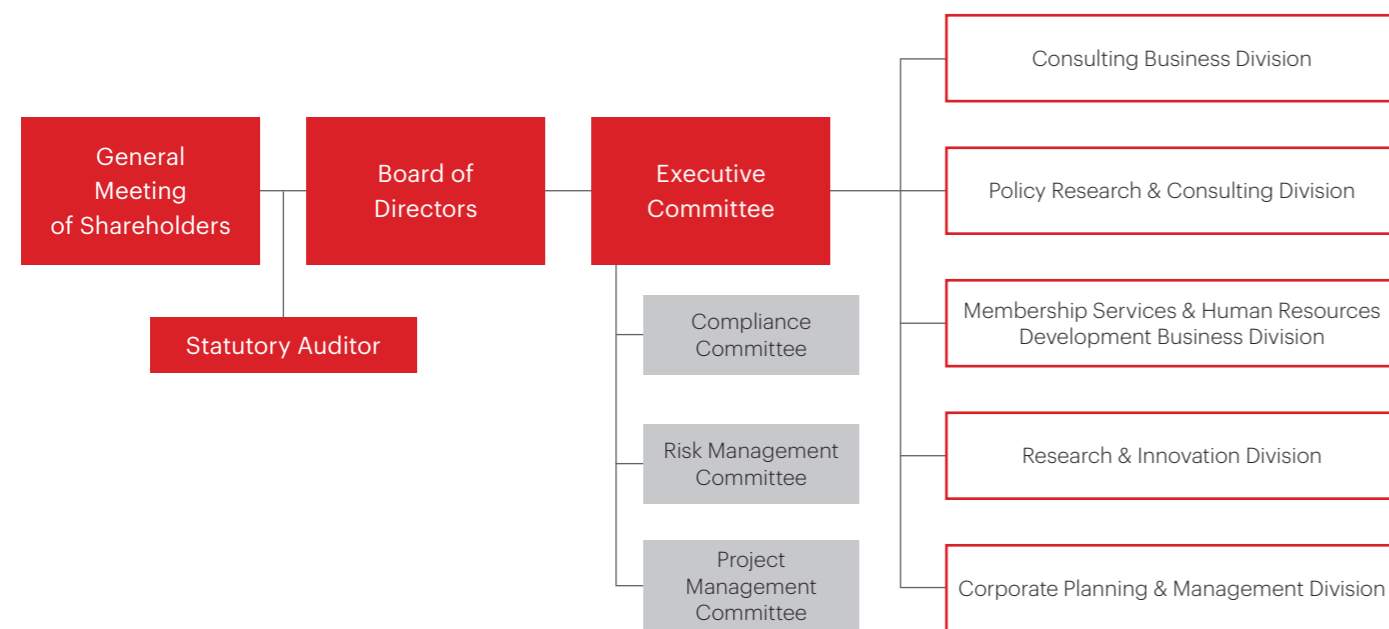 General
Meeting
of Shareholders
Board of
Directors
Executive
Committee
Statutory Auditor
Compliance
Committee
Risk Management
Committee
Project
Management
Committee
Consulting Business Division
Policy Research & Consulting Division
Membership Services & Human Resources
Development Business Division
Research & Innovation Division
Corporate Planning & Management Division